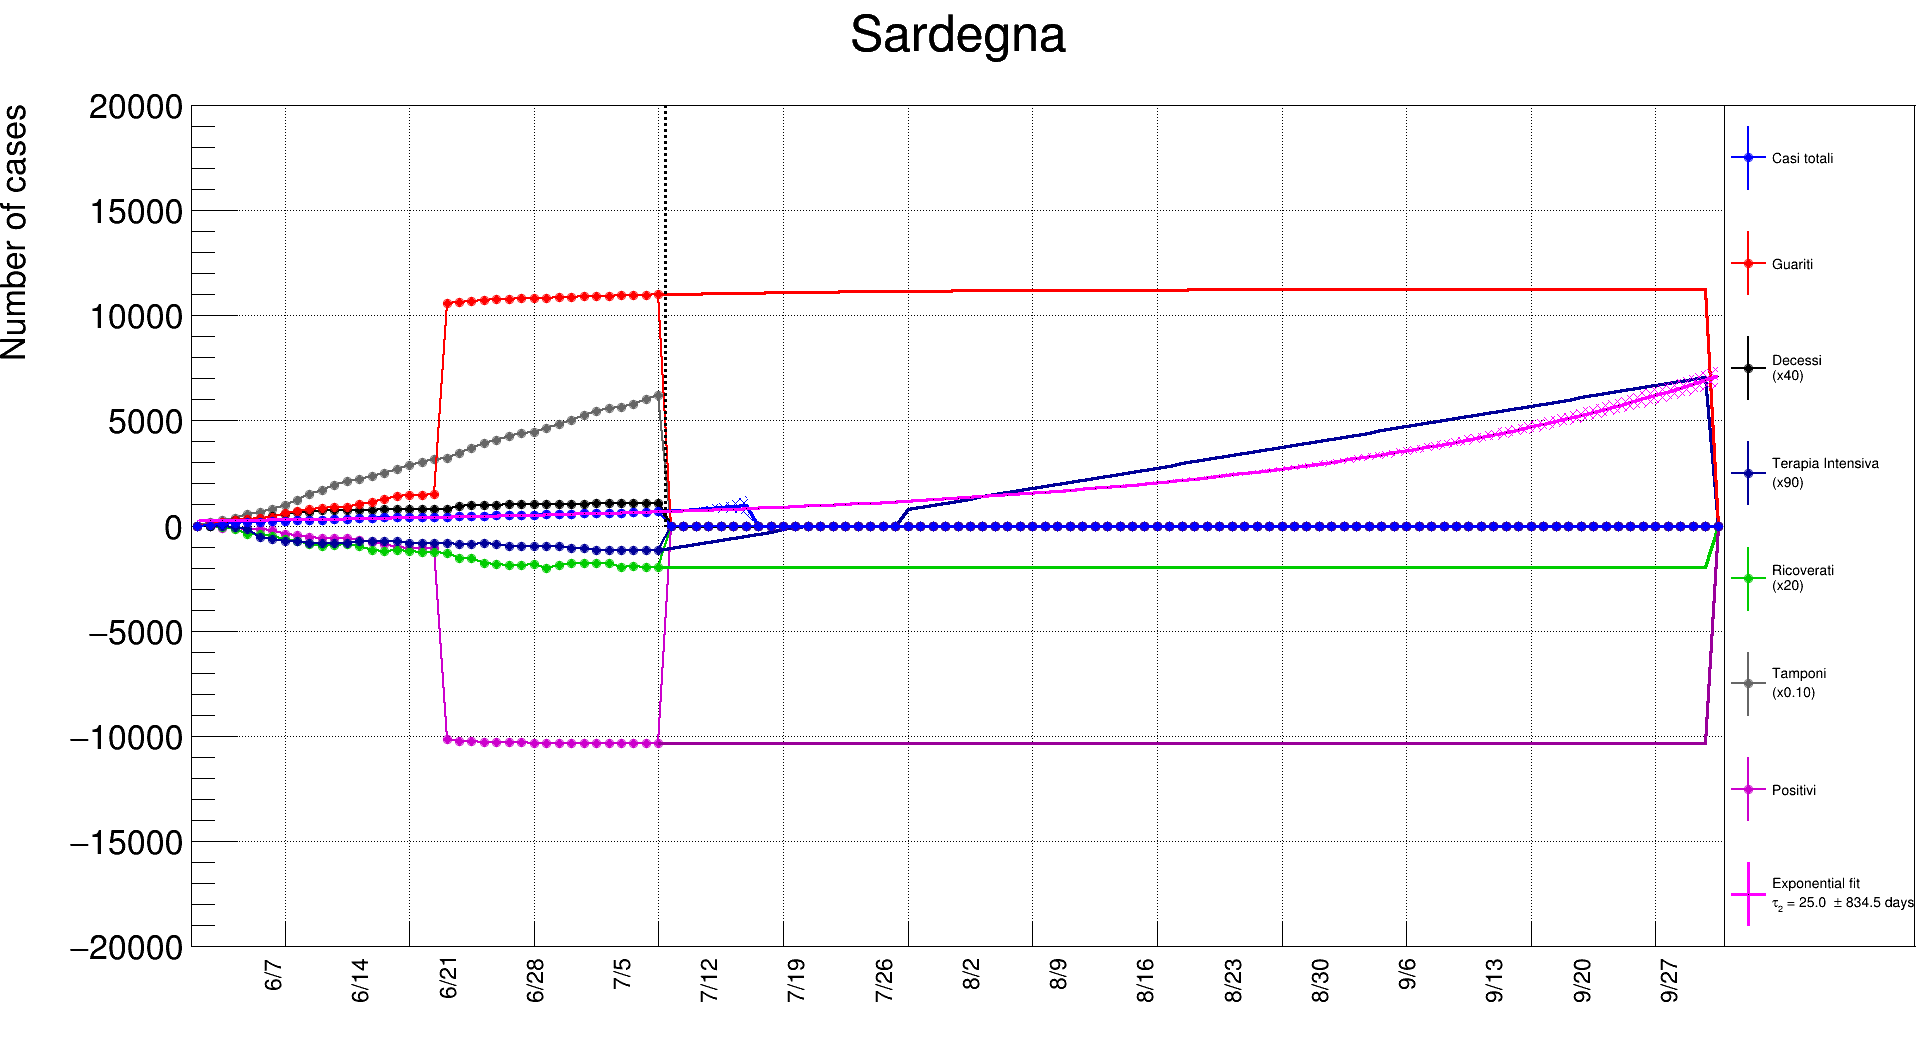 Sardegna
Number of cases
20000
15000
10000
5000
0
−5000
−10000
−15000
−20000
6/7
6/14
6/21
6/28
7/5
7/12
7/19
7/26
8/2
8/9
8/16
8/23
8/30
9/6
9/13
9/20
9/27
Casi totali
Guariti
Decessi
(x40)
Terapia Intensiva
(x90)
Ricoverati
(x20)
Tamponi
(x0.10)
Positivi
Exponential fit
τ2 = 25.0 ± 834.5 days